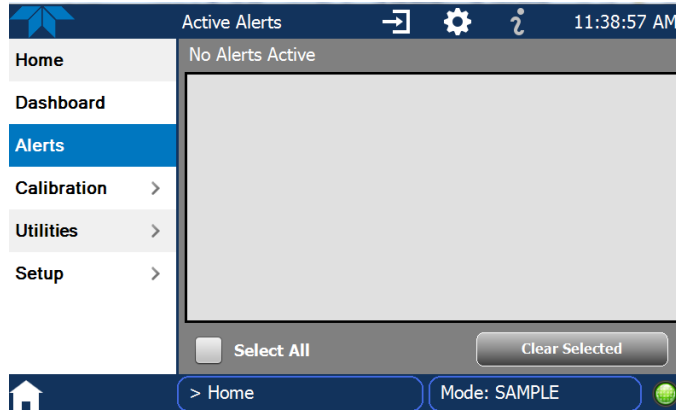 Active Alerts
11:38:57 AM
Home
No Alerts Active
Dashboard
Alerts
Calibration >
Utilities >
Setup >
Select All
Clear Selected
> Home
Mode: SAMPLE